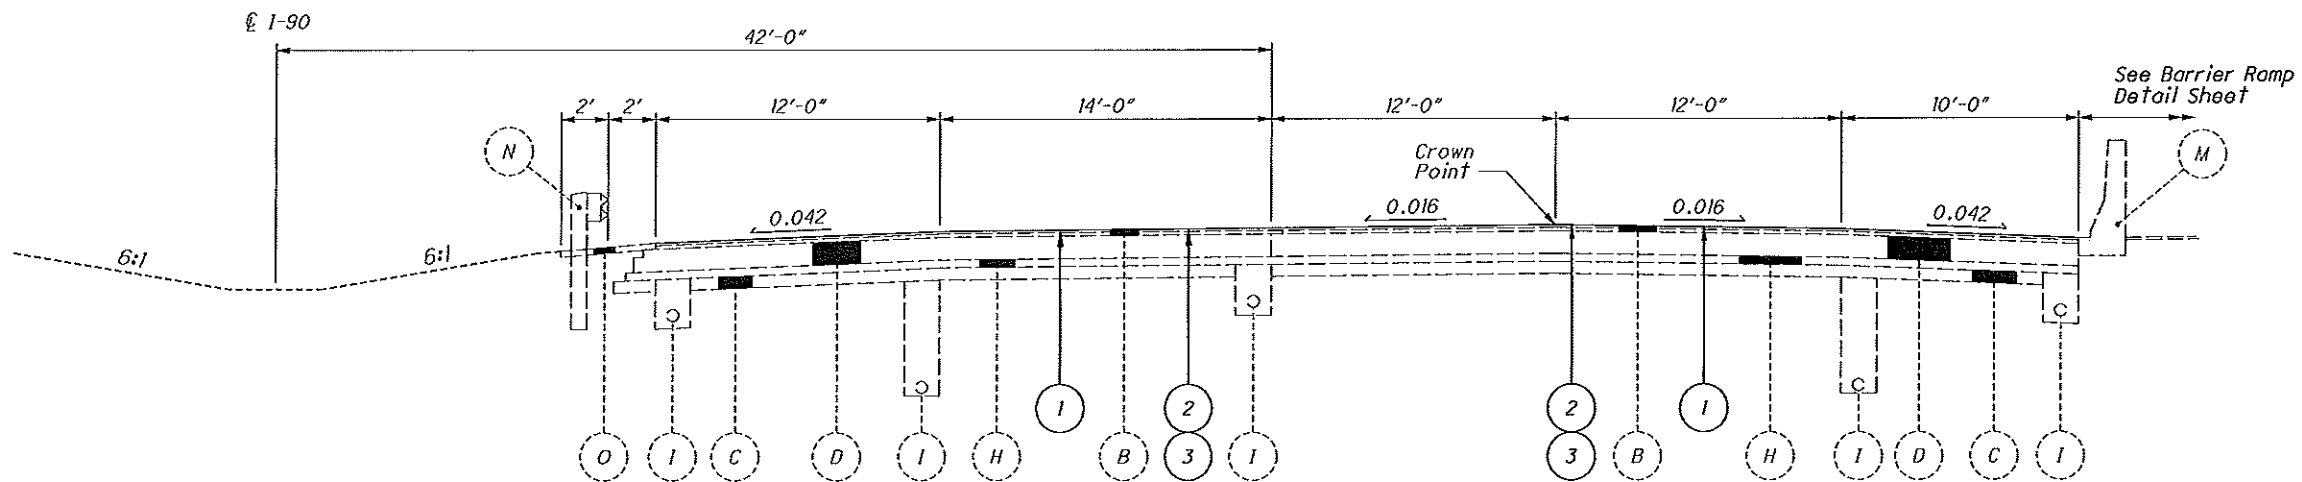 ℄ I-90
42'-0"
See Barrier Ramp
Detail Sheet
2'
2'
12'-0"
14'-0"
12'-0"
12'-0"
10'-0"
N
Crown
Point
M
0.042
0.016
0.016
0.042
6:1
6:1
1
2
2
1
3
3
O
I
C
D
I
H
B
I
B
H
I
D
C
I